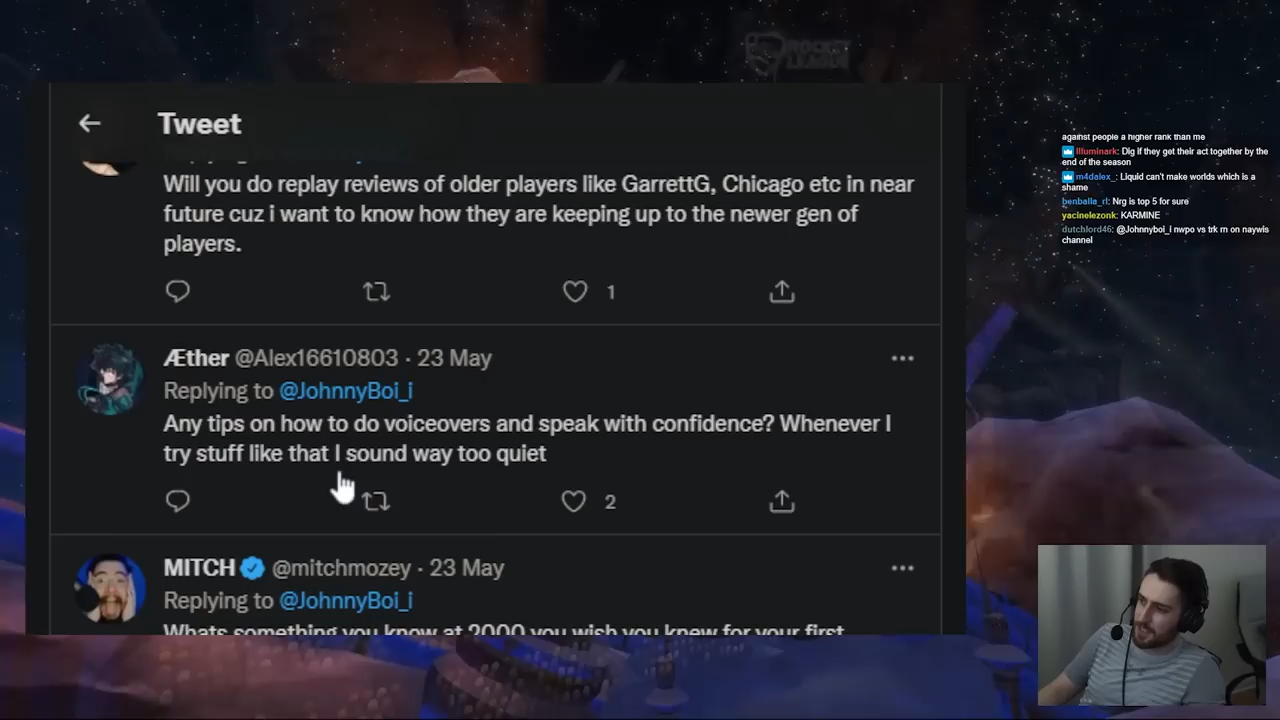 ROCKET
LEAGUE
Tweet
Will you do replay reviews of older players like GarrettG, Chicago etc in near
future cuz i want to know how they are keeping up to the newer gen of
players.
1
Æther @Alex16610803 · 23 May
Replying to @JohnnyBoi_i
Any tips on how to do voiceovers and speak with confidence? Whenever I
try stuff like that I sound way too quiet
2
MITCH @mitchmozey · 23 May
Replying to @JohnnyBoi_i
Whats something you know at 2000 you wish you knew for your first
against people a higher rank than me
Illuminark: Dig if they get their act together by the
end of the season
m4dalex_: Liquid can't make worlds which is a
shame
benballa_rl: Nrg is top 5 for sure
yacinelezonk: KARMINE
dutchlord46: @Johnnyboi_i nwpo vs trk rn on naywis
channel